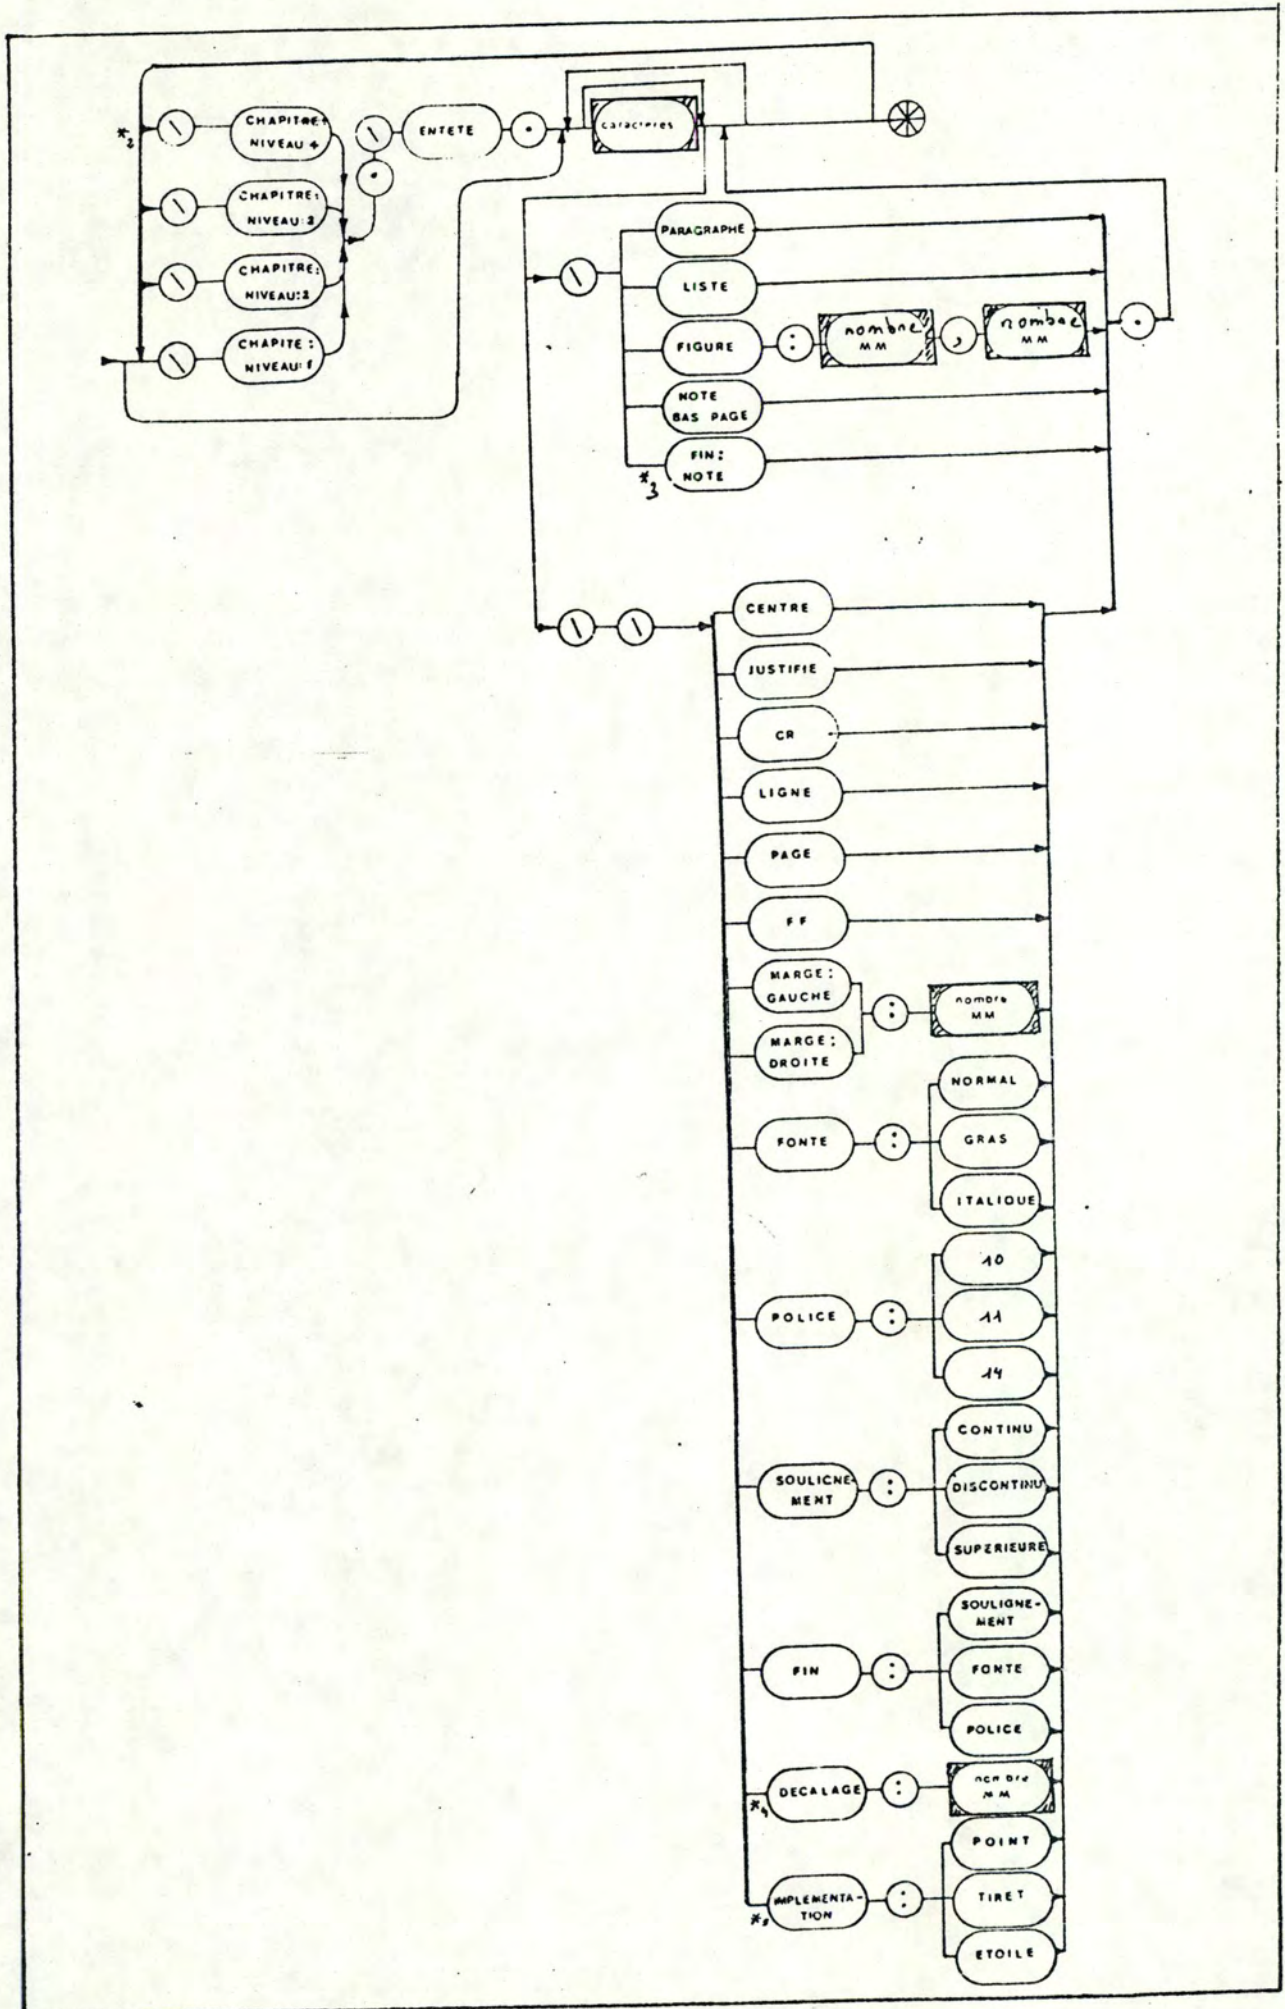 *2
\
CHAPITRE:
NIVEAU 4
\
CHAPITRE:
NIVEAU:3
\
CHAPITRE:
NIVEAU:2
\
CHAPITE:
NIVEAU:1
\
.
ENTETE
.
caractères
\
PARAGRAPHE
LISTE
FIGURE
:
nombre
MM
,
nombre
MM
.
NOTE
BAS PAGE
*3
FIN:
NOTE
\
\
CENTRE
JUSTIFIE
CR
LIGNE
PAGE
FF
MARGE:
GAUCHE
MARGE:
DROITE
:
nombre
MM
FONTE
:
NORMAL
GRAS
ITALIQUE
POLICE
:
10
11
14
SOULIGNE-
MENT
:
CONTINU
DISCONTINU
SUPERIEURE
FIN
:
SOULIGNE-
MENT
FONTE
POLICE
*4
DECALAGE
:
nombre
MM
IMPLEMENTA-
TION
:
POINT
TIRET
ETOILE